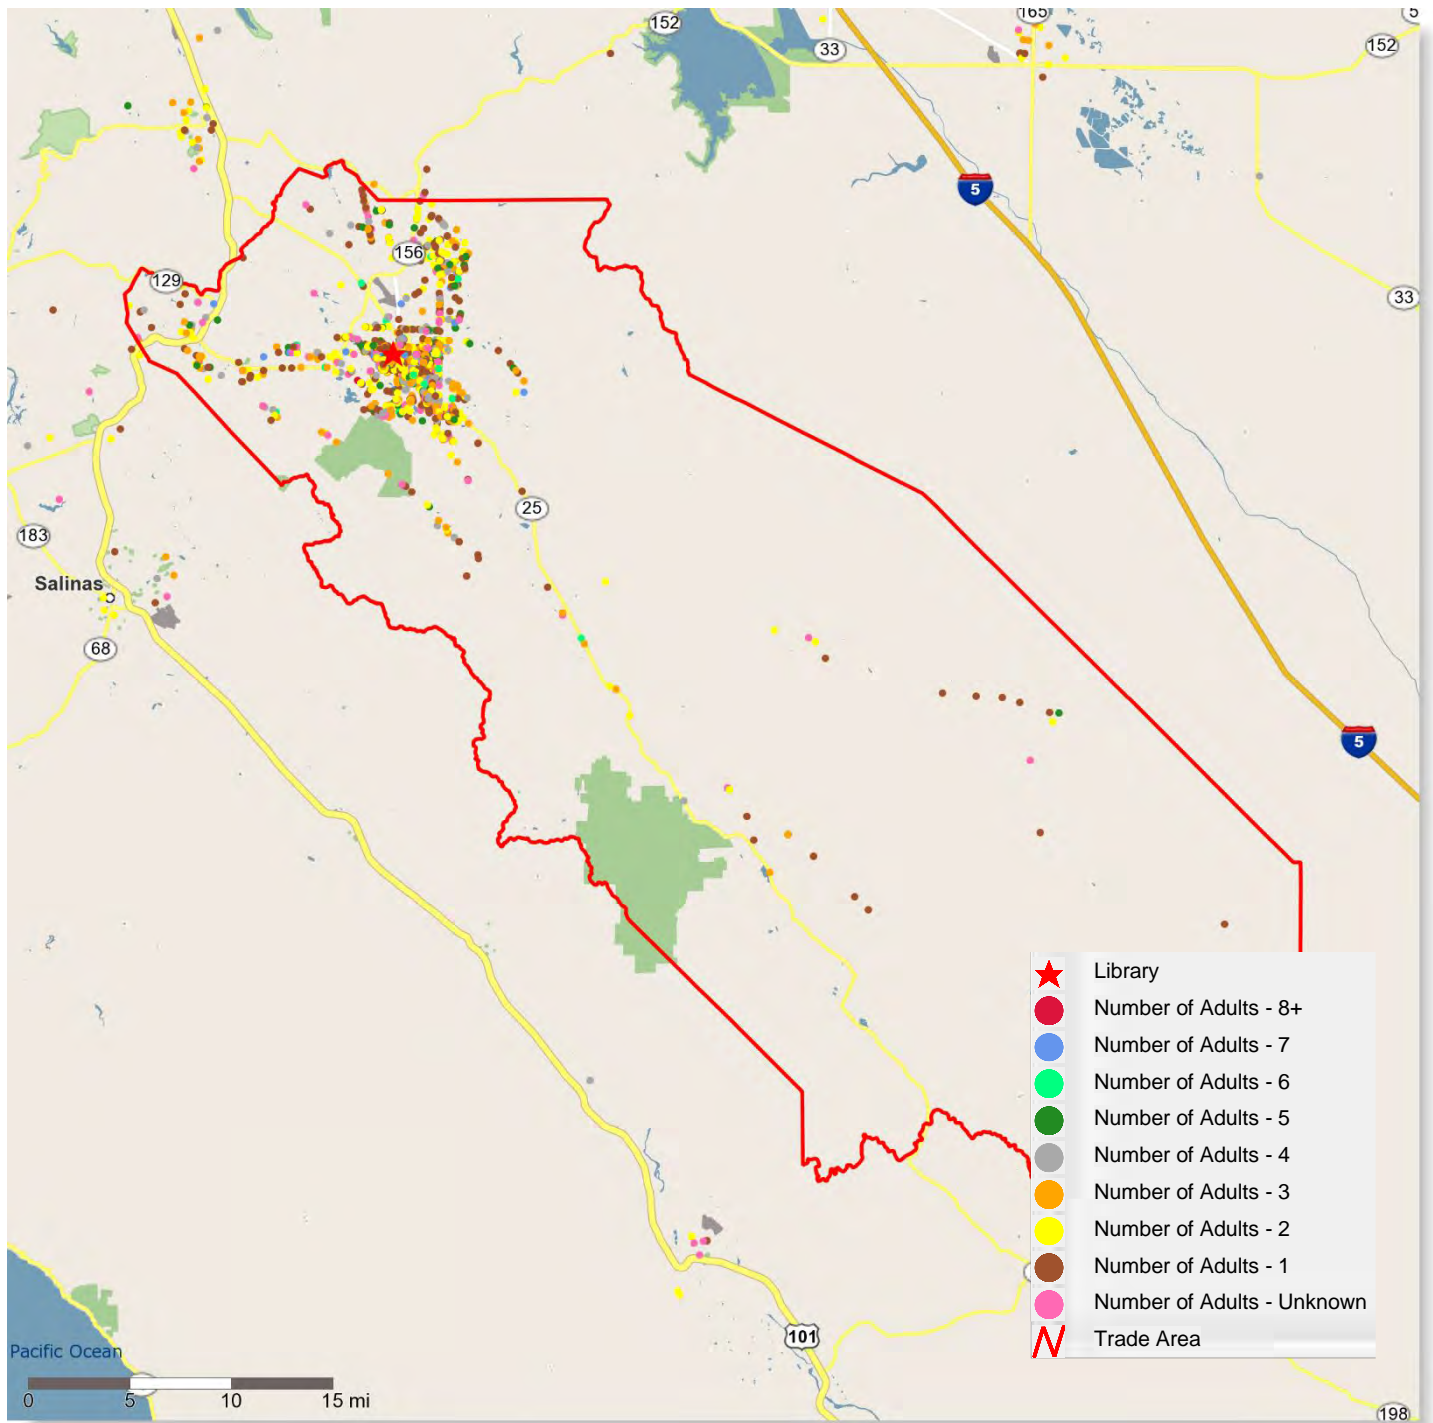 165
5
152
33
152
5
156
129
33
25
183
Salinas
68
5
Library
Number of Adults - 8+
Number of Adults - 7
Number of Adults - 6
Number of Adults - 5
Number of Adults - 4
Number of Adults - 3
Number of Adults - 2
Number of Adults - 1
Number of Adults - Unknown
Trade Area
101
Pacific Ocean
0 5 10 15 mi
198